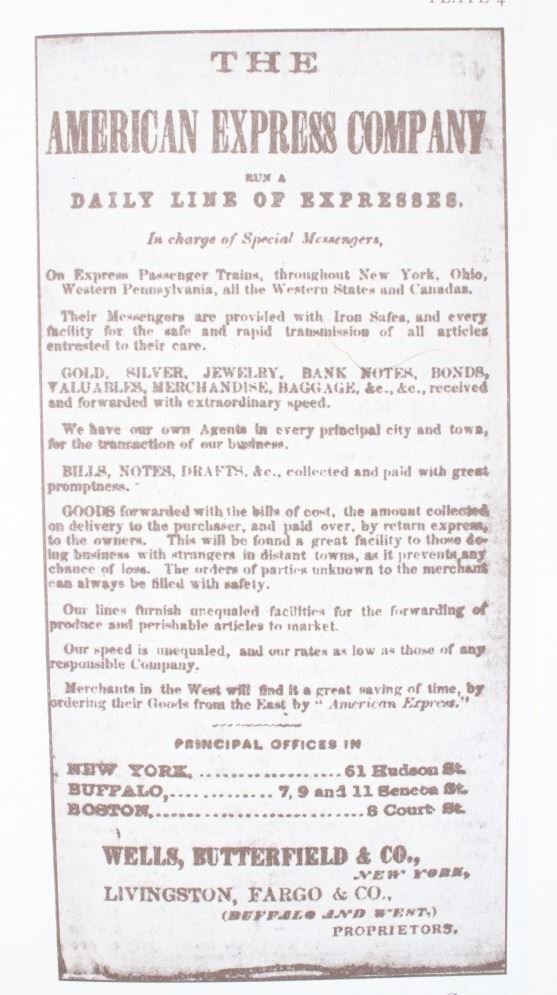 PLATE 4
THE
AMERICAN EXPRESS COMPANY
RUN A
DAILY LINE OF EXPRESSES.
In charge of Special Messengers,
On Express Passenger Trains, throughout New York, Ohio,
Western Pennsylvania, all the Western States and Canadas.
Their Messengers are provided with Iron Safes, and every
facility for the safe and rapid transmission of all articles
entrusted to their care.
GOLD, SILVER, JEWELRY, BANK NOTES, BONDS,
VALUABLES, MERCHANDISE, BAGGAGE, &c., &c., received
and forwarded with extraordinary speed.
We have our own Agents in every principal city and town,
for the transaction of our business.
BILLS, NOTES, DRAFTS, &c., collected and paid with great
promptness.
GOODS forwarded with the bills of cost, the amount collected
on delivery to the purchaser, and paid over, by return express,
to the owners. This will be found a great facility to those do-
ing business with strangers in distant towns, as it prevents any
chance of loss. The orders of parties unknown to the merchant
can always be filled with safety.
Our lines furnish unequaled facilities for the forwarding of
produce and perishable articles to market.
Our speed is unequaled, and our rates as low as those of any
responsible Company.
Merchants in the West will find it a great saving of time, by
ordering their Goods from the East by "American Express."
PRINCIPAL OFFICES IN
NEW YORK, .................... 61 Hudson St.
BUFFALO, ............. 7, 9 and 11 Seneca St.
BOSTON, ............................... 8 Court St.
WELLS, BUTTERFIELD & CO.,
NEW YORK,
LIVINGSTON, FARGO & CO.,
(BUFFALO AND WEST,)
PROPRIETORS.